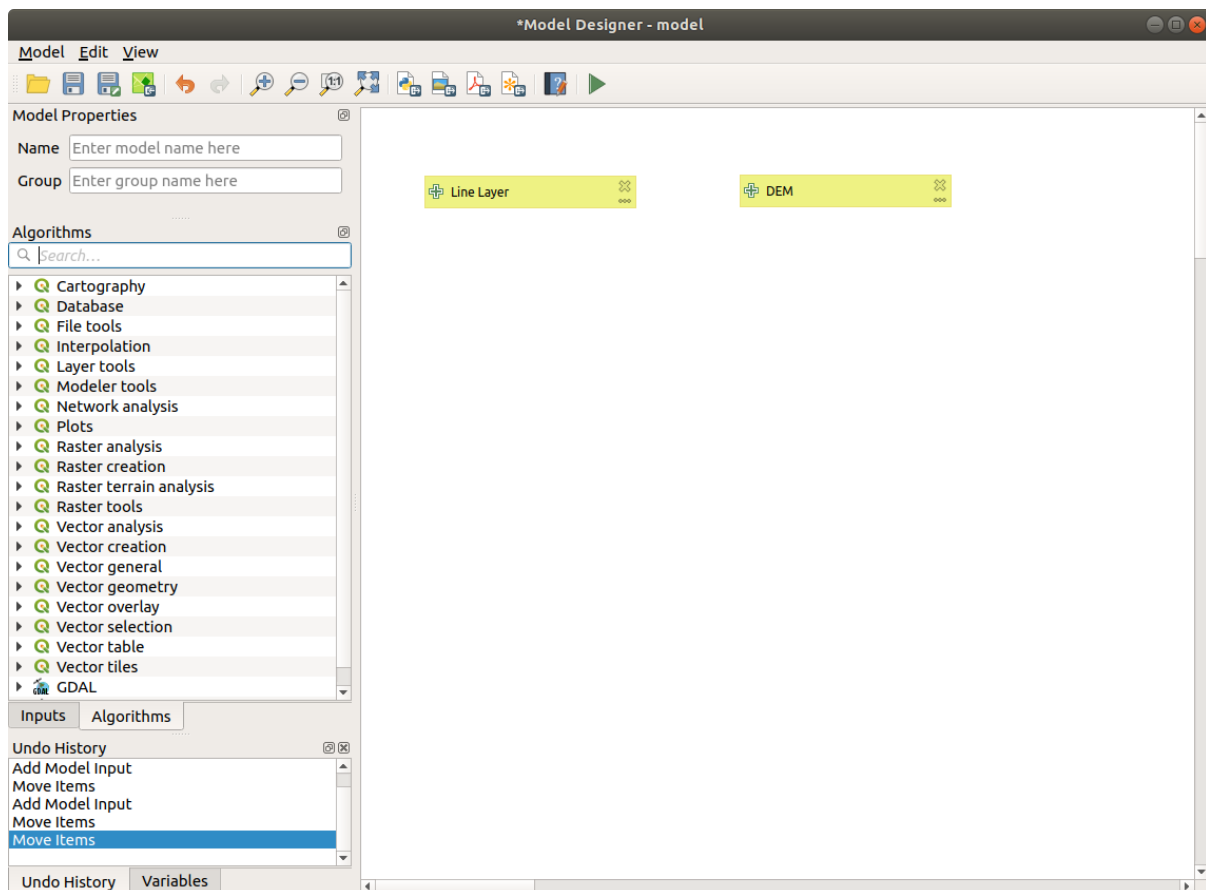 *Model Designer - model
Model Edit View
1:1
Model Properties
Name Enter model name here
Group Enter group name here
Algorithms
Search...
Cartography
Database
File tools
Interpolation
Layer tools
Modeler tools
Network analysis
Plots
Raster analysis
Raster creation
Raster terrain analysis
Raster tools
Vector analysis
Vector creation
Vector general
Vector geometry
Vector overlay
Vector selection
Vector table
Vector tiles
GDAL GDAL
Inputs Algorithms
Undo History
Add Model Input
Move Items
Add Model Input
Move Items
Move Items
Undo History Variables
Line Layer
DEM